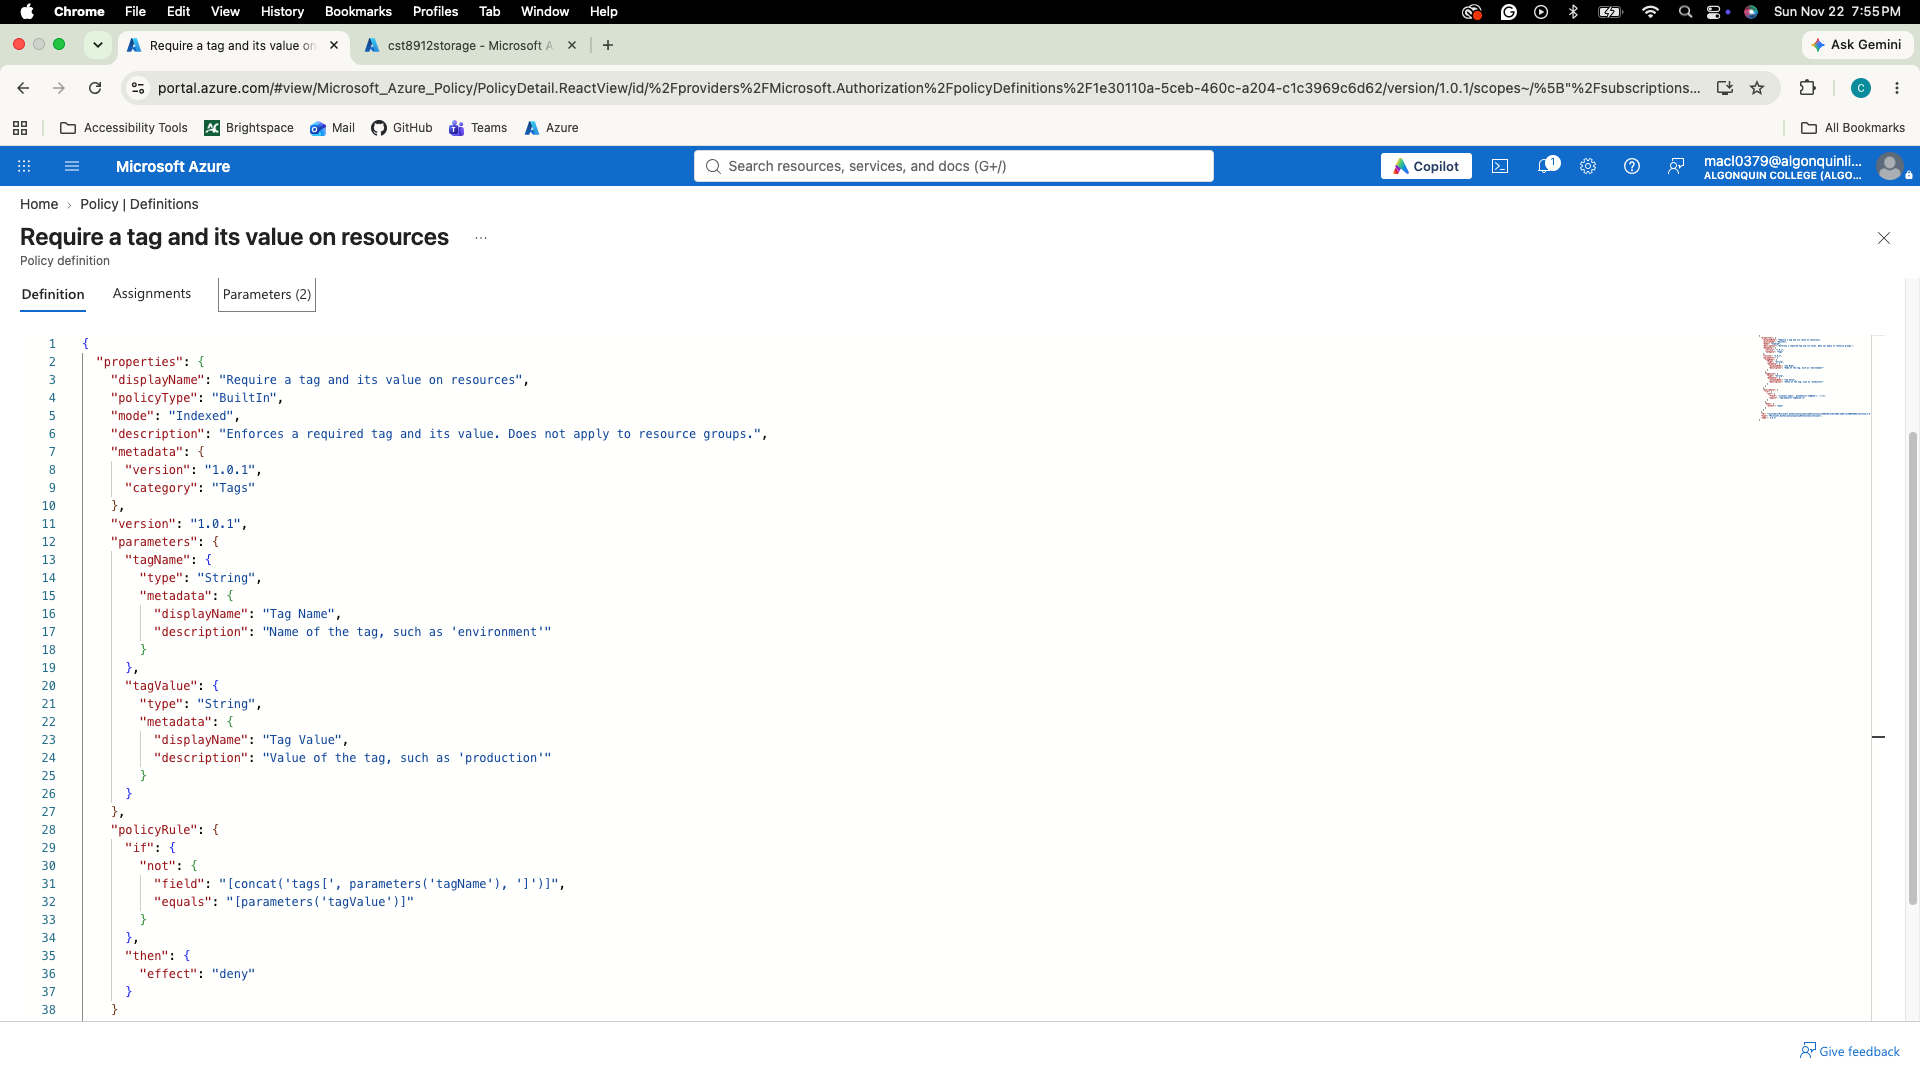 Chrome File Edit View History Bookmarks Profiles Tab Window Help Sun Nov 22 7:55 PM
Require a tag and its value on
cst8912storage - Microsoft A
Ask Gemini
portal.azure.com/#view/Microsoft_Azure_Policy/PolicyDetail.ReactView/id/%2Fproviders%2FMicrosoft.Authorization%2FpolicyDefinitions%2F1e30110a-5ceb-460c-a204-c1c3969c6d62/version/1.0.1/scopes~/%5B"%2Fsubscriptions...
C
Accessibility Tools Brightspace Mail GitHub Teams Azure All Bookmarks
Microsoft Azure
Search resources, services, and docs (G+/)
Copilot
1
macl0379@algonquinli...
ALGONQUIN COLLEGE (ALGO...
Home > Policy | Definitions
Require a tag and its value on resources ...
Policy definition
Definition Assignments Parameters (2)
1 {
2 "properties": {
3 "displayName": "Require a tag and its value on resources",
4 "policyType": "BuiltIn",
5 "mode": "Indexed",
6 "description": "Enforces a required tag and its value. Does not apply to resource groups.",
7 "metadata": {
8 "version": "1.0.1",
9 "category": "Tags"
10 },
11 "version": "1.0.1",
12 "parameters": {
13 "tagName": {
14 "type": "String",
15 "metadata": {
16 "displayName": "Tag Name",
17 "description": "Name of the tag, such as 'environment'"
18 }
19 },
20 "tagValue": {
21 "type": "String",
22 "metadata": {
23 "displayName": "Tag Value",
24 "description": "Value of the tag, such as 'production'"
25 }
26 }
27 },
28 "policyRule": {
29 "if": {
30 "not": {
31 "field": "[concat('tags[', parameters('tagName'), ']')]",
32 "equals": "[parameters('tagValue')]"
33 }
34 },
35 "then": {
36 "effect": "deny"
37 }
38 }
Give feedback